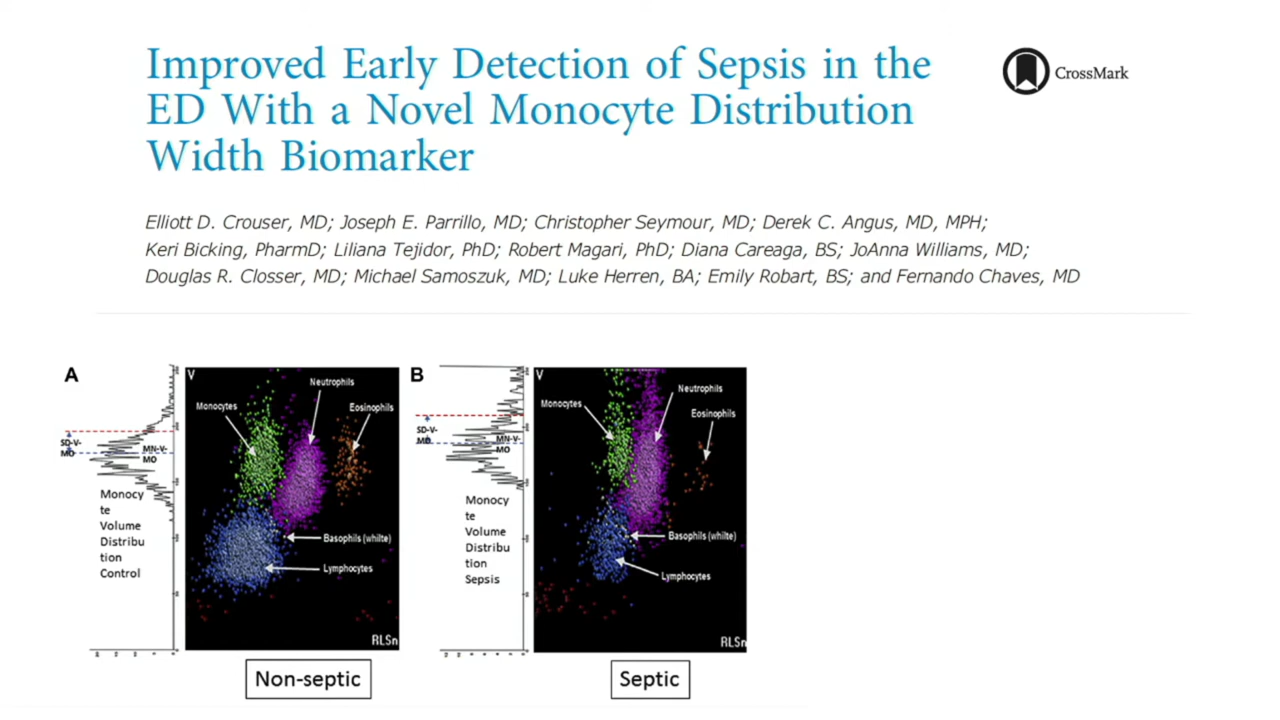 Improved Early Detection of Sepsis in the
ED With a Novel Monocyte Distribution
Width Biomarker
CrossMark
Elliott D. Crouser, MD; Joseph E. Parrillo, MD; Christopher Seymour, MD; Derek C. Angus, MD, MPH;
Keri Bicking, PharmD; Liliana Tejidor, PhD; Robert Magari, PhD; Diana Careaga, BS; JoAnna Williams, MD;
Douglas R. Closser, MD; Michael Samoszuk, MD; Luke Herren, BA; Emily Robart, BS; and Fernando Chaves, MD
A
V
Neutrophils
Monocytes
Eosinophils
SD-V-
MO
MN-V-
MO
Monocy
te
Volume
Distribu
tion
Control
Basophils (whilte)
Lymphocytes
RLSn
Non-septic
B
V
Neutrophils
Monocytes
Eosinophils
SD-V-
MO
MN-V-
MO
Monocy
te
Volume
Distribu
tion
Sepsis
Basophils (whilte)
Lymphocytes
RLSn
Septic